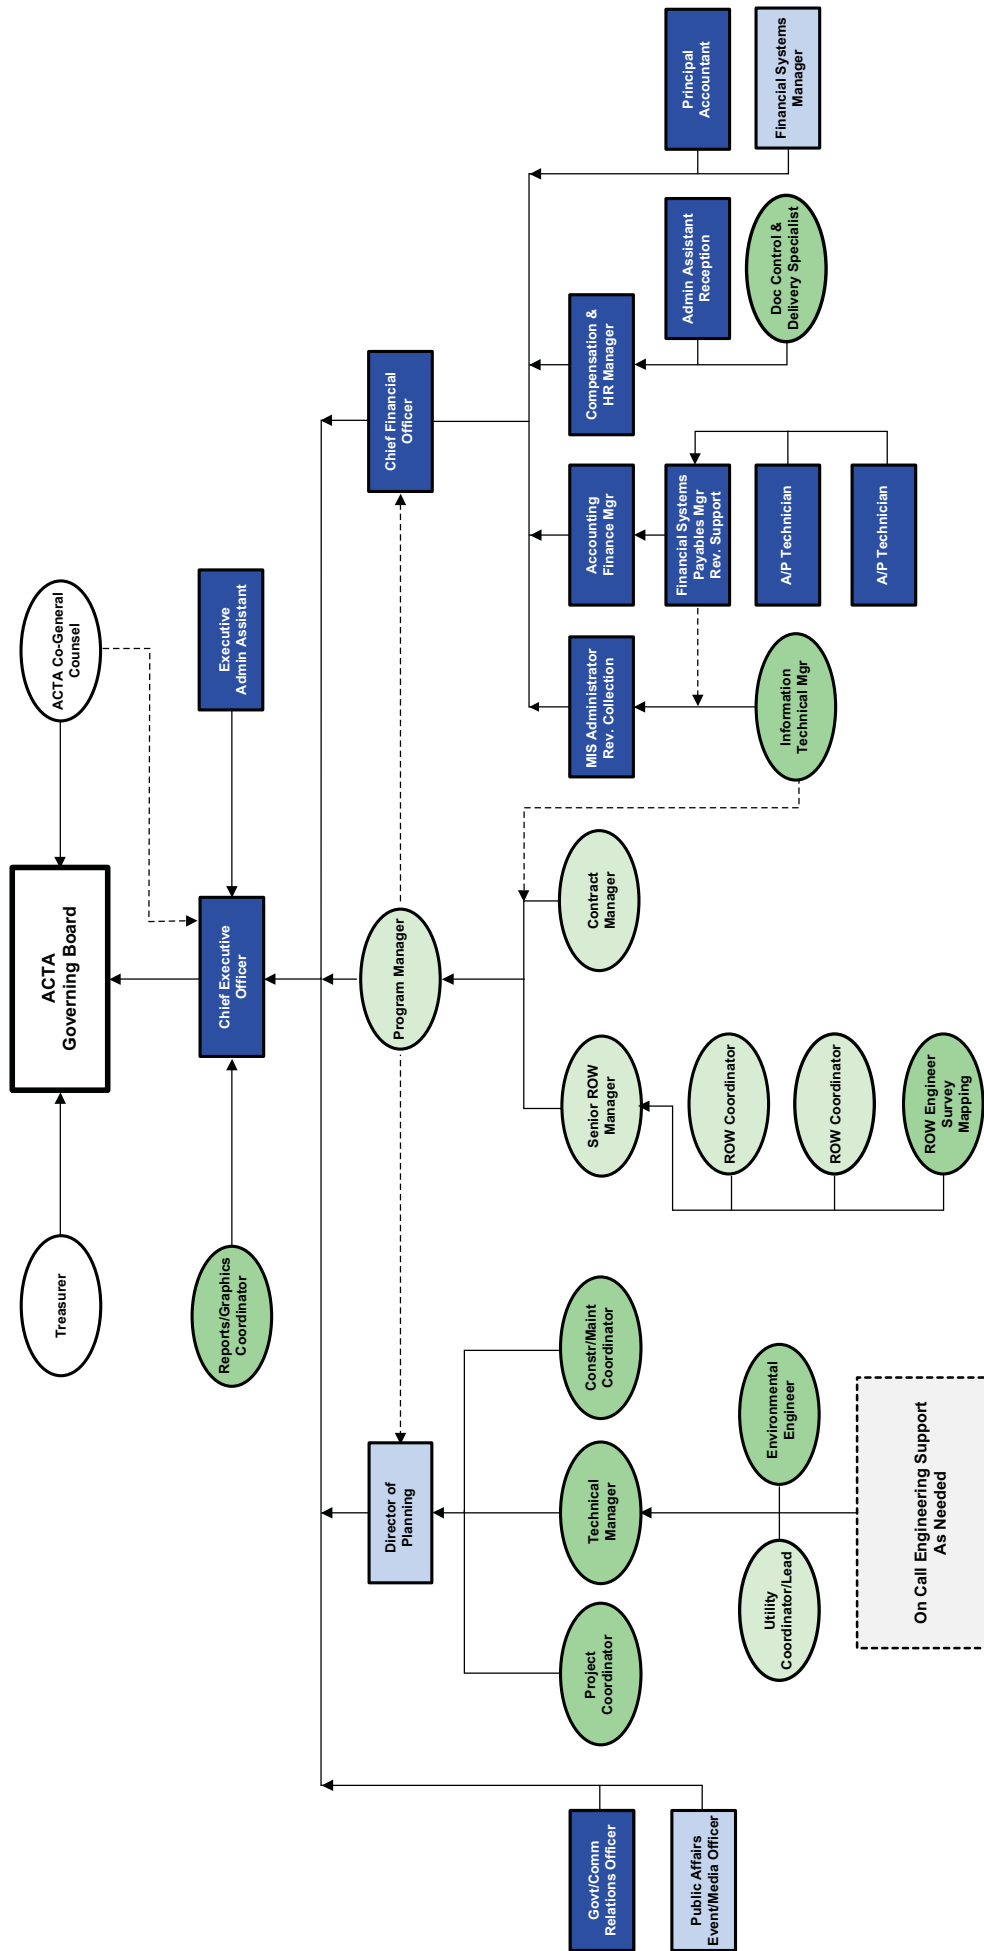 ACTA
Governing Board
Treasurer
ACTA Co-General
Counsel
Reports/Graphics
Coordinator
Chief Executive
Officer
Executive
Admin Assistant
Director of
Planning
Program Manager
Chief Financial
Officer
Govt/Comm
Relations Officer
Public Affairs
Event/Media Officer
Project
Coordinator
Technical
Manager
Constr/Maint
Coordinator
Utility
Coordinator/Lead
Environmental
Engineer
On Call Engineering Support
As Needed
Senior ROW
Manager
Contract
Manager
ROW Coordinator
ROW Coordinator
ROW Engineer
Survey
Mapping
MIS Administrator
Rev. Collection
Accounting
Finance Mgr
Compensation &
HR Manager
Information
Technical Mgr
Financial Systems
Payables Mgr
Rev. Support
A/P Technician
A/P Technician
Admin Assistant
Reception
Doc Control &
Delivery Specialist
Principal
Accountant
Financial Systems
Manager